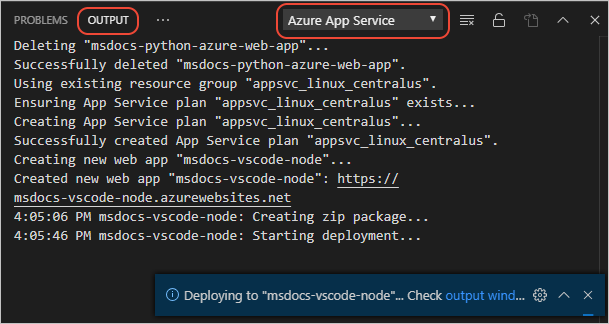 PROBLEMS OUTPUT ... Azure App Service
Deleting "msdocs-python-azure-web-app"...
Successfully deleted "msdocs-python-azure-web-app".
Using existing resource group "appsvc_linux_centralus".
Ensuring App Service plan "appsvc_linux_centralus" exists...
Creating App Service plan "appsvc_linux_centralus"...
Successfully created App Service plan "appsvc_linux_centralus".
Creating new web app "msdocs-vscode-node"...
Created new web app "msdocs-vscode-node": https://
msdocs-vscode-node.azurewebsites.net
4:05:06 PM msdocs-vscode-node: Creating zip package...
4:05:46 PM msdocs-vscode-node: Starting deployment...
Deploying to "msdocs-vscode-node"... Check output wind...